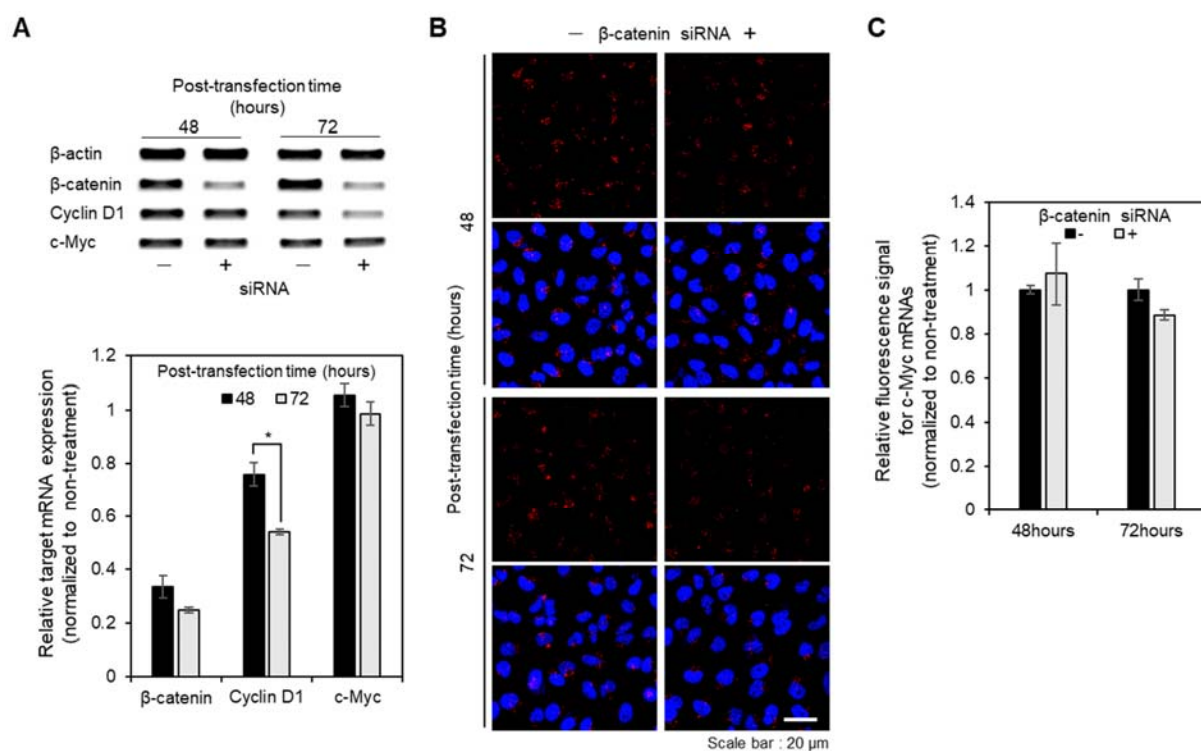 A
Post-transfection time
(hours)
48 72
β-actin
β-catenin
Cyclin D1
c-Myc
— + — +
siRNA
Relative target mRNA expression
(normalized to non-treatment)
1.2
1
0.8
0.6
0.4
0.2
0
Post-transfection time (hours)
48 72
*
β-catenin Cyclin D1 c-Myc
B
— β-catenin siRNA +
Post-transfection time (hours)
48
72
Scale bar : 20 µm
C
Relative fluorescence signal
for c-Myc mRNAs
(normalized to non-treatment)
1.4
1.2
1
0.8
0.6
0.4
0.2
0
β-catenin siRNA
- +
48hours 72hours